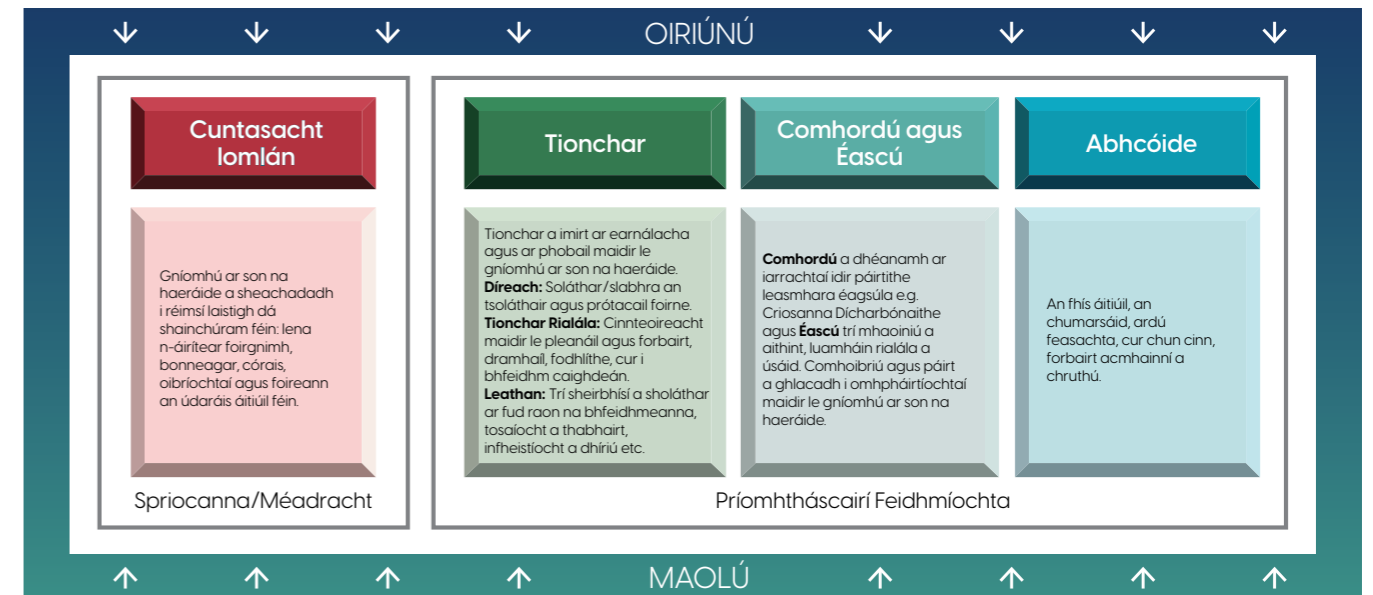 OIRIÚNÚ
Cuntasacht
Iomlán
Gníomhú ar son na
haeráide a sheachadadh
i réimsí laistigh dá
shainchúram féin: lena
n-áirítear foirgnimh,
bonneagar, córais,
oibríochtaí agus foireann
an údaráis áitiúil féin.
Spriocanna/Méadracht
Tionchar
Tionchar a imirt ar earnálacha
agus ar phobail maidir le
gníomhú ar son na haeráide.
Díreach: Soláthar/slabhra an
tsoláthair agus prótacail foirne.
Tionchar Rialála: Cinnteoireacht
maidir le pleanáil agus forbairt,
dramhaíl, fodhlíthe, cur i
bhfeidhm caighdeán.
Leathan: Trí sheirbhísí a sholáthar
ar fud raon na bhfeidhmeanna,
tosaíocht a thabhairt,
infheistíocht a dhíriú etc.
Comhordú agus
Éascú
Comhordú a dhéanamh ar
iarrachtaí idir páirtithe
leasmhara éagsúla e.g.
Criosanna Dícharbónaithe
agus Éascú trí mhaoiniú a
aithint, luamháin rialála a
úsáid. Comhoibriú agus páirt
a ghlacadh i omhpháirtíochtaí
maidir le gníomhú ar son na
haeráide.
Abhcóide
An fhís áitiúil, an
chumarsáid, ardú
feasachta, cur chun cinn,
forbairt acmhainní a
chruthú.
Príomhtháscairí Feidhmíochta
MAOLÚ